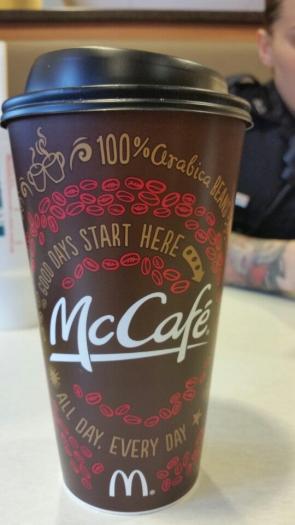 100% Arabica BEANS
GOOD DAYS START HERE
McCafé®
ALL DAY, EVERY DAY
M®